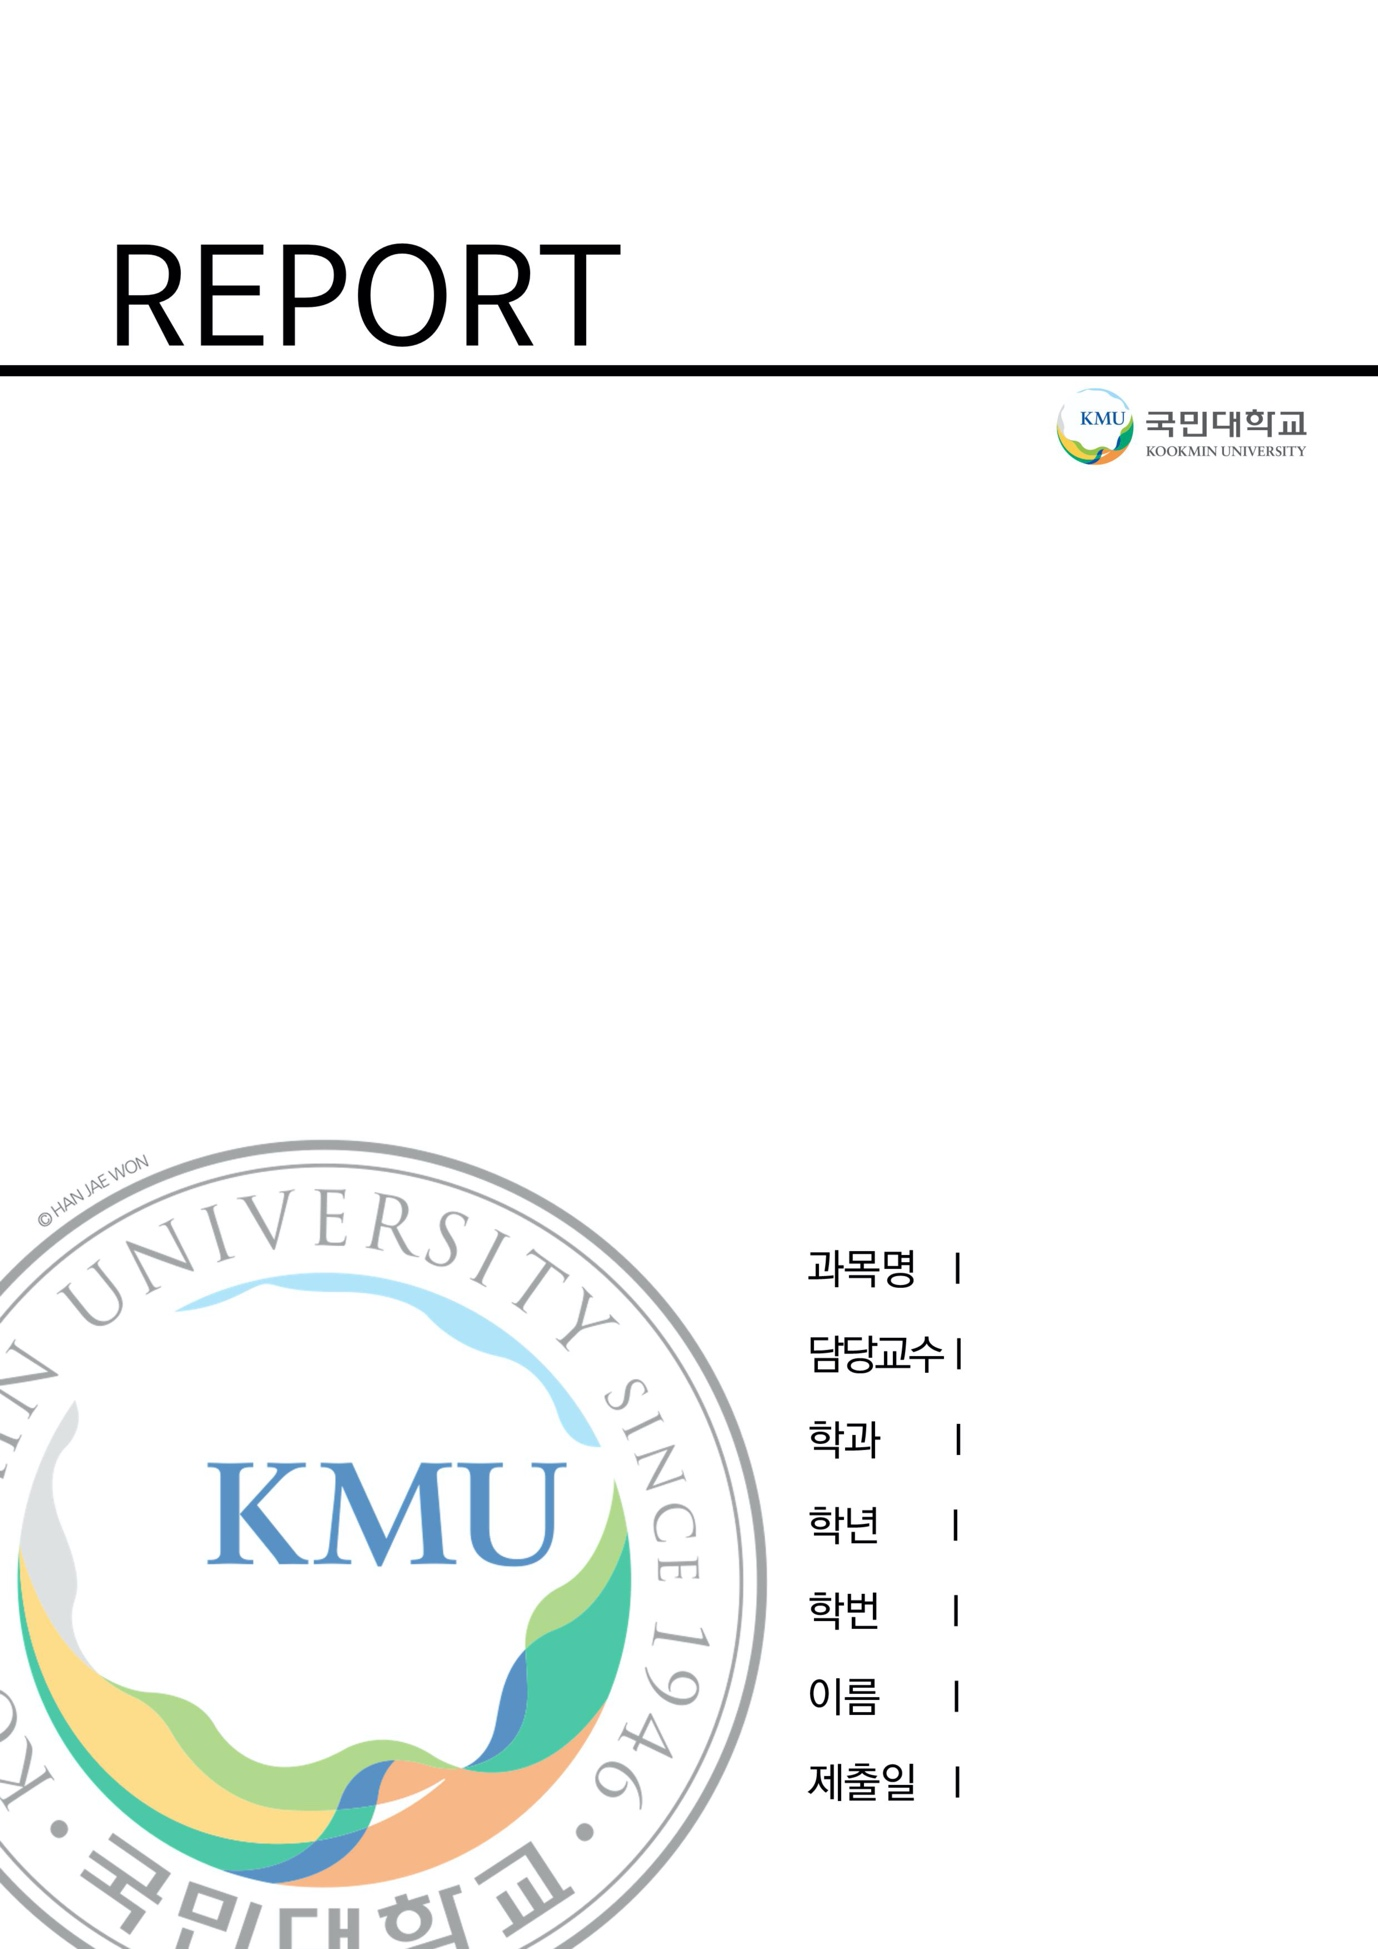 REPORT
KMU
국민대학교
KOOKMIN UNIVERSITY
© HAN JAE WON
UNIVERSITY SINCE 1946
KMU
• 국민대학교 •
과목명 |
담당교수 |
학과 |
학년 |
학번 |
이름 |
제출일 |